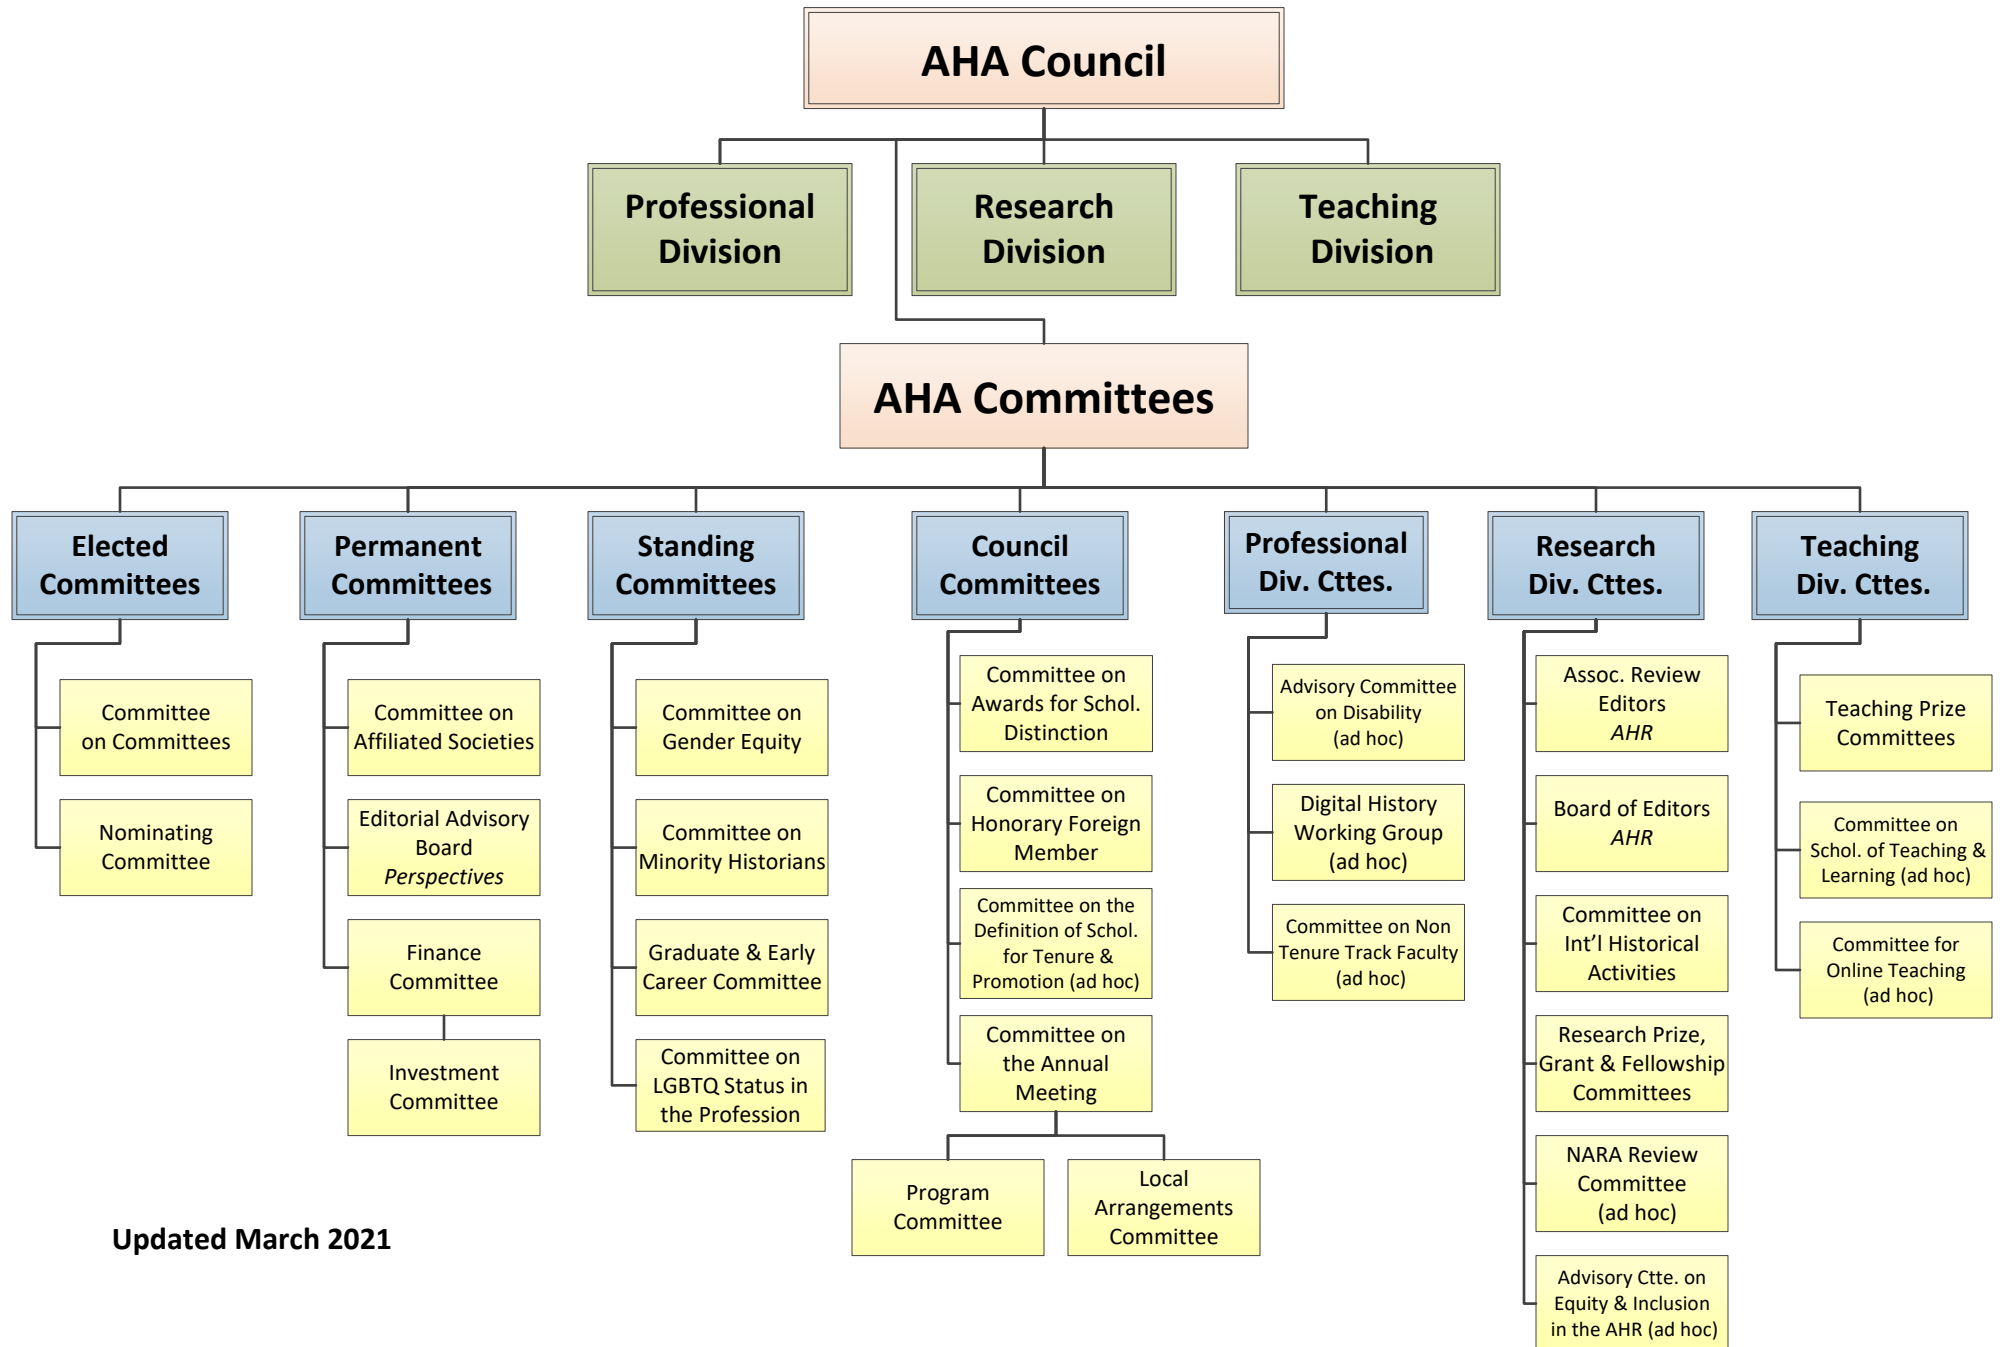 AHA Council
Professional
Division
Research
Division
Teaching
Division
AHA Committees
Elected
Committees
Committee
on Committees
Nominating
Committee
Permanent
Committees
Committee on
Affiliated Societies
Editorial Advisory
Board
Perspectives
Finance
Committee
Investment
Committee
Standing
Committees
Committee on
Gender Equity
Committee on
Minority Historians
Graduate & Early
Career Committee
Committee on
LGBTQ Status in
the Profession
Council
Committees
Committee on
Awards for Schol.
Distinction
Committee on
Honorary Foreign
Member
Committee on the
Definition of Schol.
for Tenure &
Promotion (ad hoc)
Committee on
the Annual
Meeting
Program
Committee
Local
Arrangements
Committee
Professional
Div. Cttes.
Advisory Committee
on Disability
(ad hoc)
Digital History
Working Group
(ad hoc)
Committee on Non
Tenure Track Faculty
(ad hoc)
Research
Div. Cttes.
Assoc. Review
Editors
AHR
Board of Editors
AHR
Committee on
Int’l Historical
Activities
Research Prize,
Grant & Fellowship
Committees
NARA Review
Committee
(ad hoc)
Advisory Ctte. on
Equity & Inclusion
in the AHR (ad hoc)
Teaching
Div. Cttes.
Teaching Prize
Committees
Committee on
Schol. of Teaching &
Learning (ad hoc)
Committee for
Online Teaching
(ad hoc)
Updated March 2021